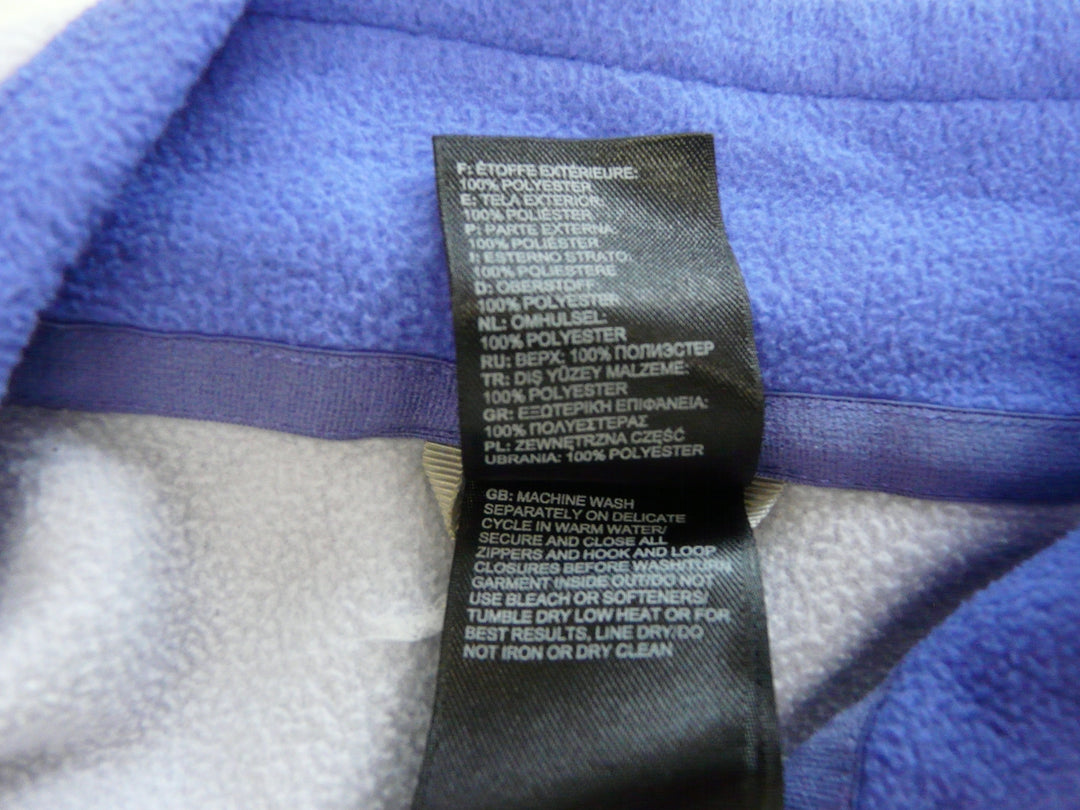 F: ÉTOFFE EXTÉRIEURE:
100% POLYESTER
E: TELA EXTERIOR:
100% POLIÉSTER
P: PARTE EXTERNA:
100% POLIÉSTER
I: ESTERNO STRATO:
100% POLIESTERE
D: OBERSTOFF
100% POLYESTER
NL: OMHULSEL:
100% POLYESTER
RU: ВЕРХ: 100% ПОЛИЭСТЕР
TR: DIŞ YÜZEY MALZEME:
100% POLYESTER
GR: ΕΞΩΤΕΡΙΚΗ ΕΠΙΦΑΝΕΙΑ:
100% ΠΟΛΥΕΣΤΕΡΑΣ
PL: ZEWNĘTRZNA CZĘŚĆ
UBRANIA: 100% POLYESTER
GB: MACHINE WASH
SEPARATELY ON DELICATE
CYCLE IN WARM WATER/
SECURE AND CLOSE ALL
ZIPPERS AND HOOK AND LOOP
CLOSURES BEFORE WASH/TURN
GARMENT INSIDE OUT/DO NOT
USE BLEACH OR SOFTENERS/
TUMBLE DRY LOW HEAT OR FOR
BEST RESULTS, LINE DRY/DO
NOT IRON OR DRY CLEAN